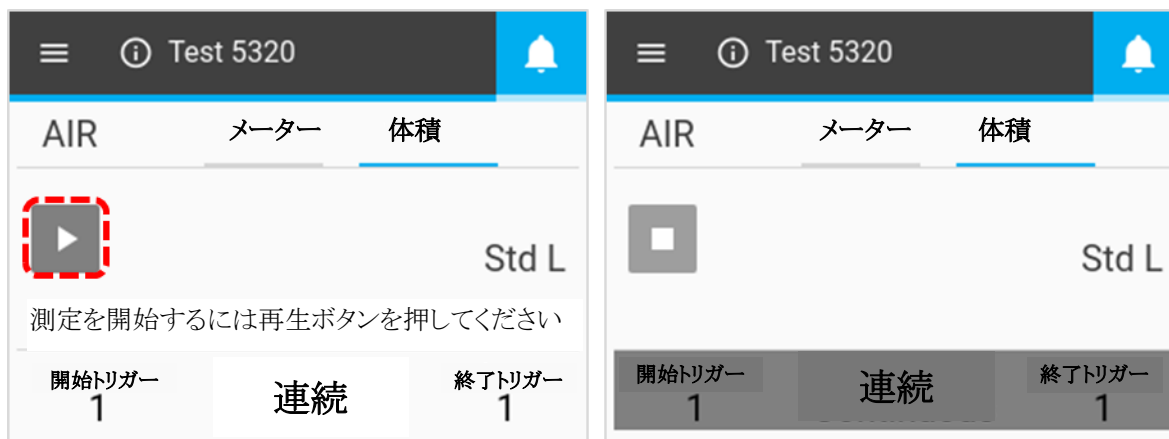 Test 5320
AIR メーター 体積
Std L
測定を開始するには再生ボタンを押してください
開始トリガー 連続 終了トリガー
1 1
Test 5320
AIR メーター 体積
Std L
開始トリガー 連続 終了トリガー
1 1